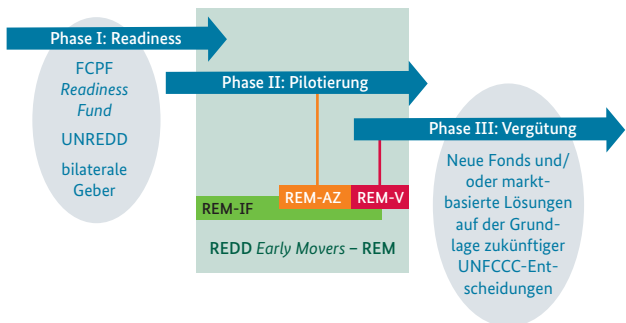 Phase I: Readiness
FCPF
Readiness
Fund
UNREDD
bilaterale
Geber
Phase II: Pilotierung
Phase III: Vergütung
Neue Fonds und/
oder markt-
basierte Lösungen
auf der Grund-
lage zukünftiger
UNFCCC-Ent-
scheidungen
REM-IF
REM-AZ
REM-V
REDD Early Movers – REM